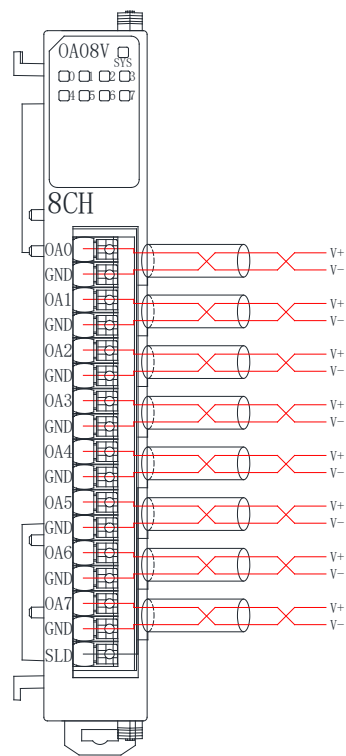 OA08V
SYS
0 1 2 3
4 5 6 7
8CH
OA0 V+
GND V-
OA1 V+
GND V-
OA2 V+
GND V-
OA3 V+
GND V-
OA4 V+
GND V-
OA5 V+
GND V-
OA6 V+
GND V-
OA7 V+
GND V-
SLD